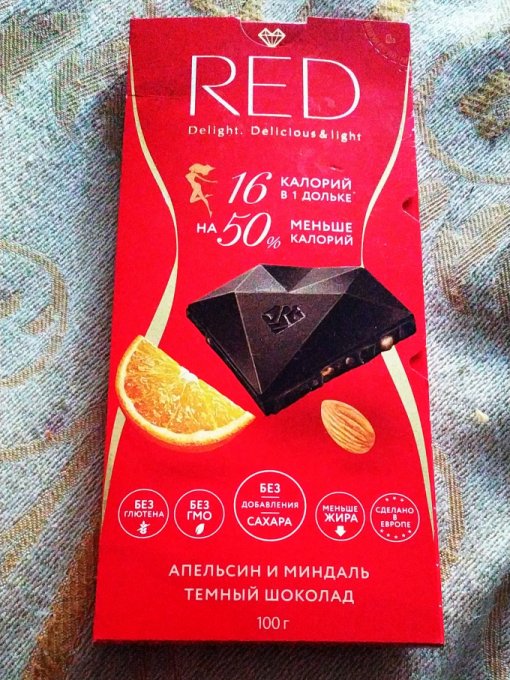 RED
Delight. Delicious & light
16 КАЛОРИЙ
В 1 ДОЛЬКЕ*
НА 50% МЕНЬШЕ
КАЛОРИЙ
БЕЗ
ГЛЮТЕНА
БЕЗ
ГМО
БЕЗ
ДОБАВЛЕНИЯ
САХАРА
МЕНЬШЕ
ЖИРА
СДЕЛАНО
В
ЕВРОПЕ
АПЕЛЬСИН И МИНДАЛЬ
ТЕМНЫЙ ШОКОЛАД
100 г